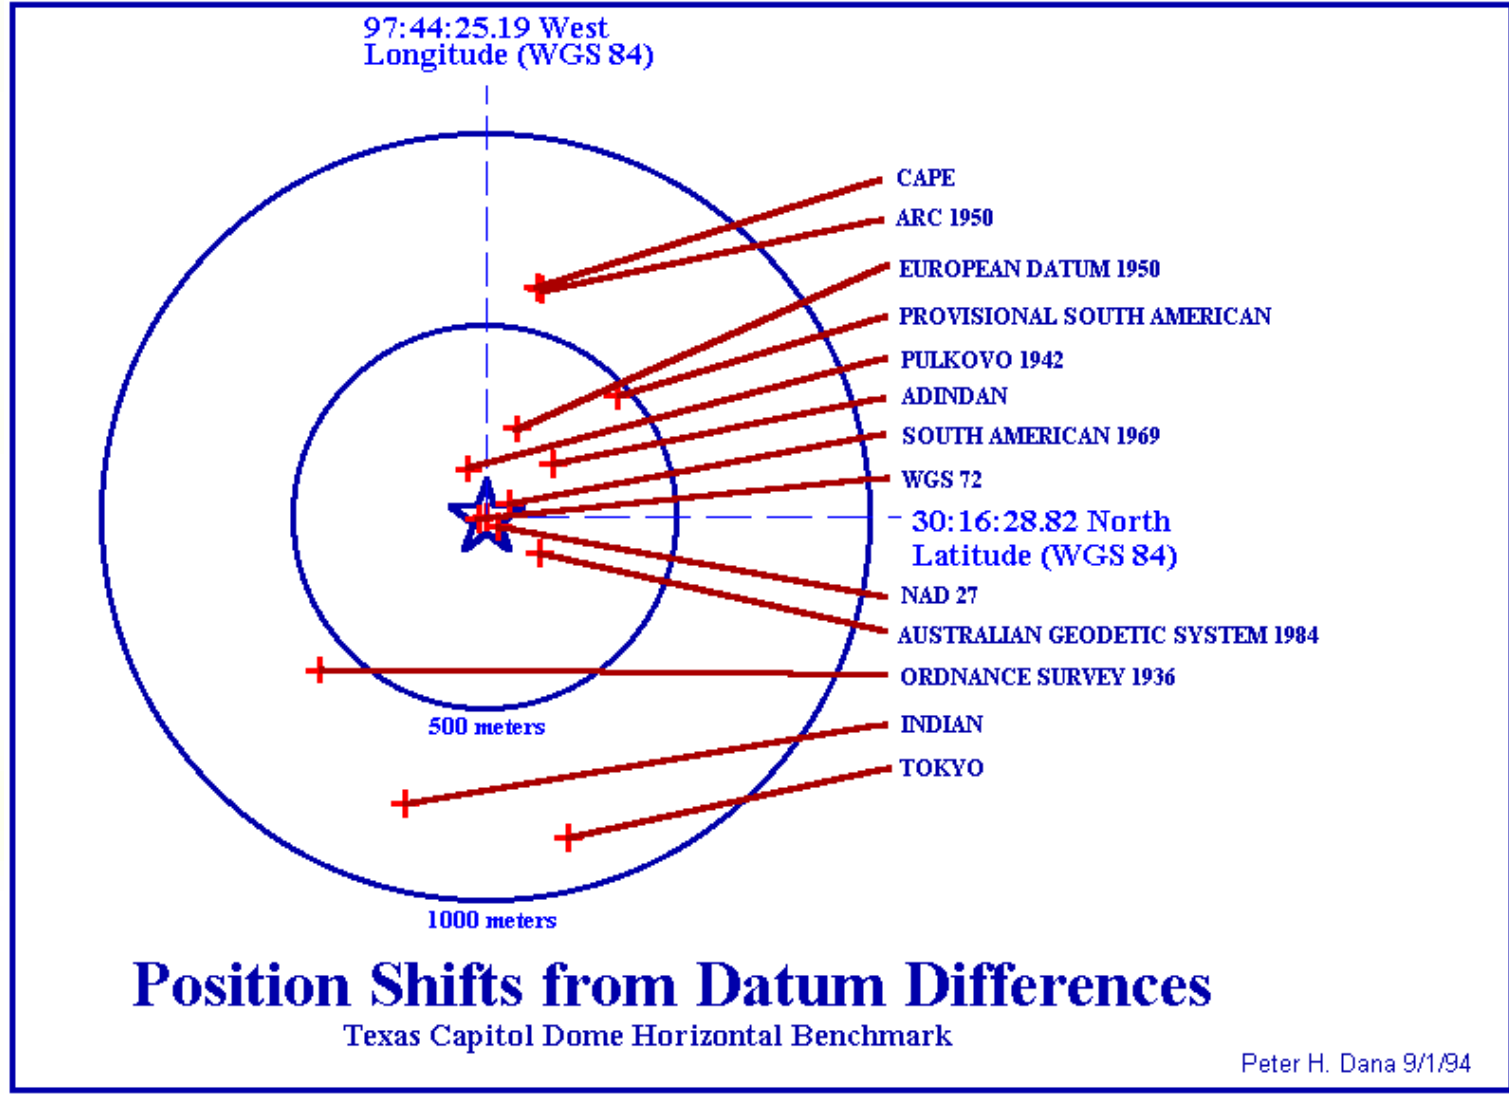 97:44:25.19 West
Longitude (WGS 84)
CAPE
ARC 1950
EUROPEAN DATUM 1950
PROVISIONAL SOUTH AMERICAN
PULKOVO 1942
ADINDAN
SOUTH AMERICAN 1969
WGS 72
30:16:28.82 North
Latitude (WGS 84)
NAD 27
AUSTRALIAN GEODETIC SYSTEM 1984
ORDNANCE SURVEY 1936
500 meters
INDIAN
TOKYO
1000 meters
Position Shifts from Datum Differences
Texas Capitol Dome Horizontal Benchmark
Peter H. Dana 9/1/94